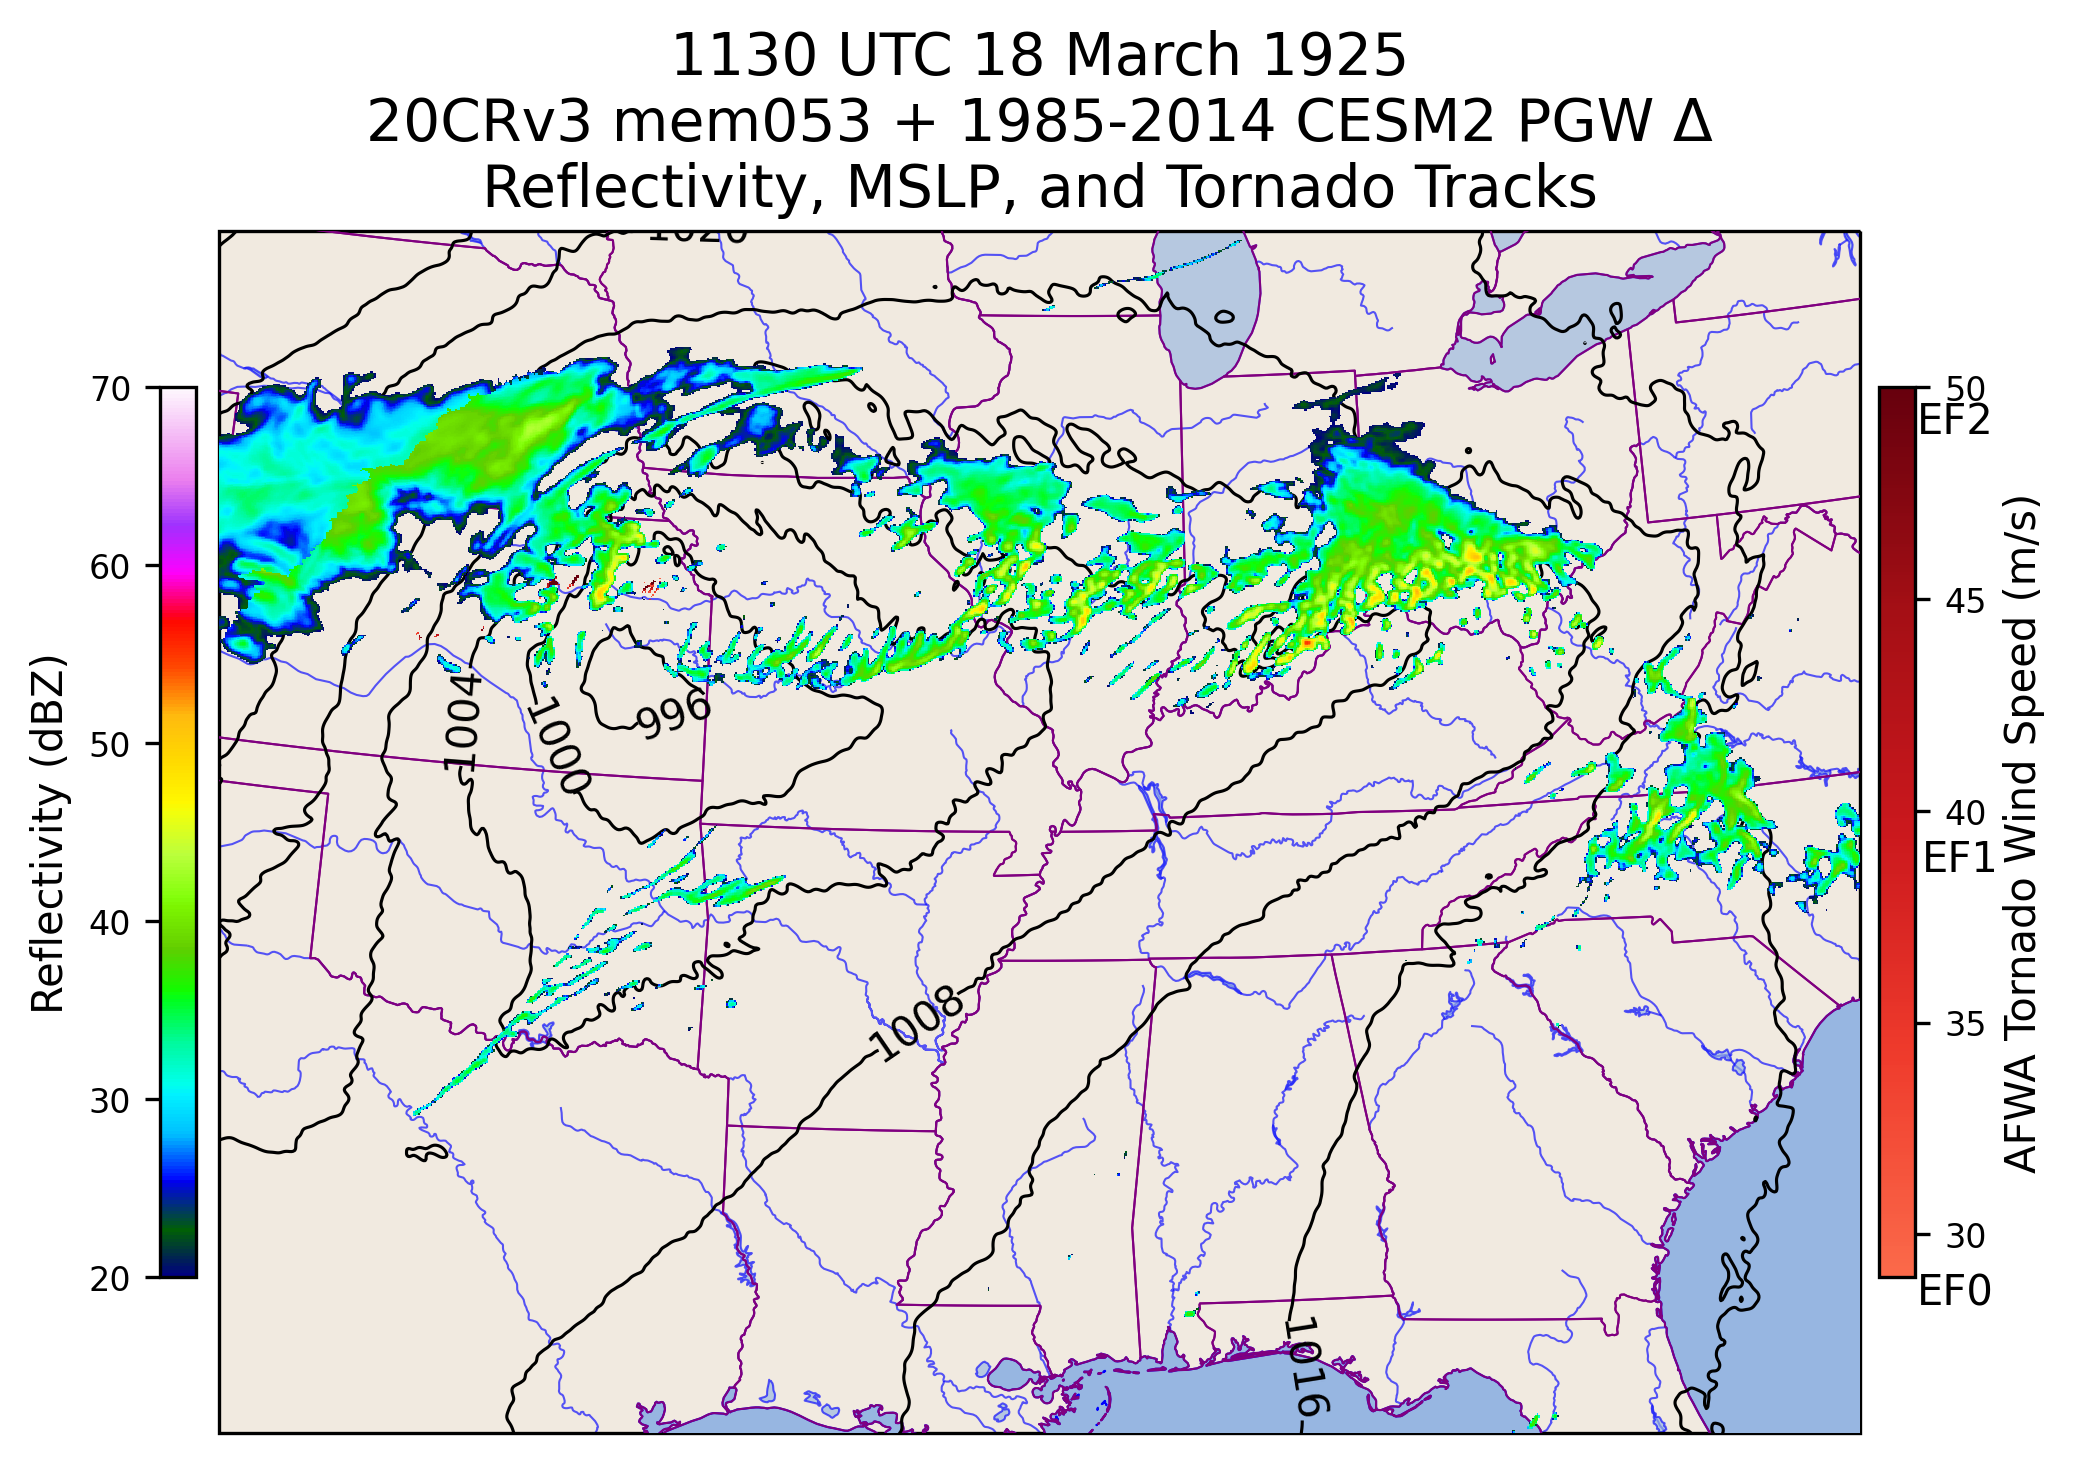 1130 UTC 18 March 1925
20CRv3 mem053 + 1985-2014 CESM2 PGW Δ
Reflectivity, MSLP, and Tornado Tracks
1020
70
60
50
40
30
20
Reflectivity (dBZ)
1004
1000
996
1008
1016
50
EF2
45
40
EF1
35
30
EF0
AFWA Tornado Wind Speed (m/s)